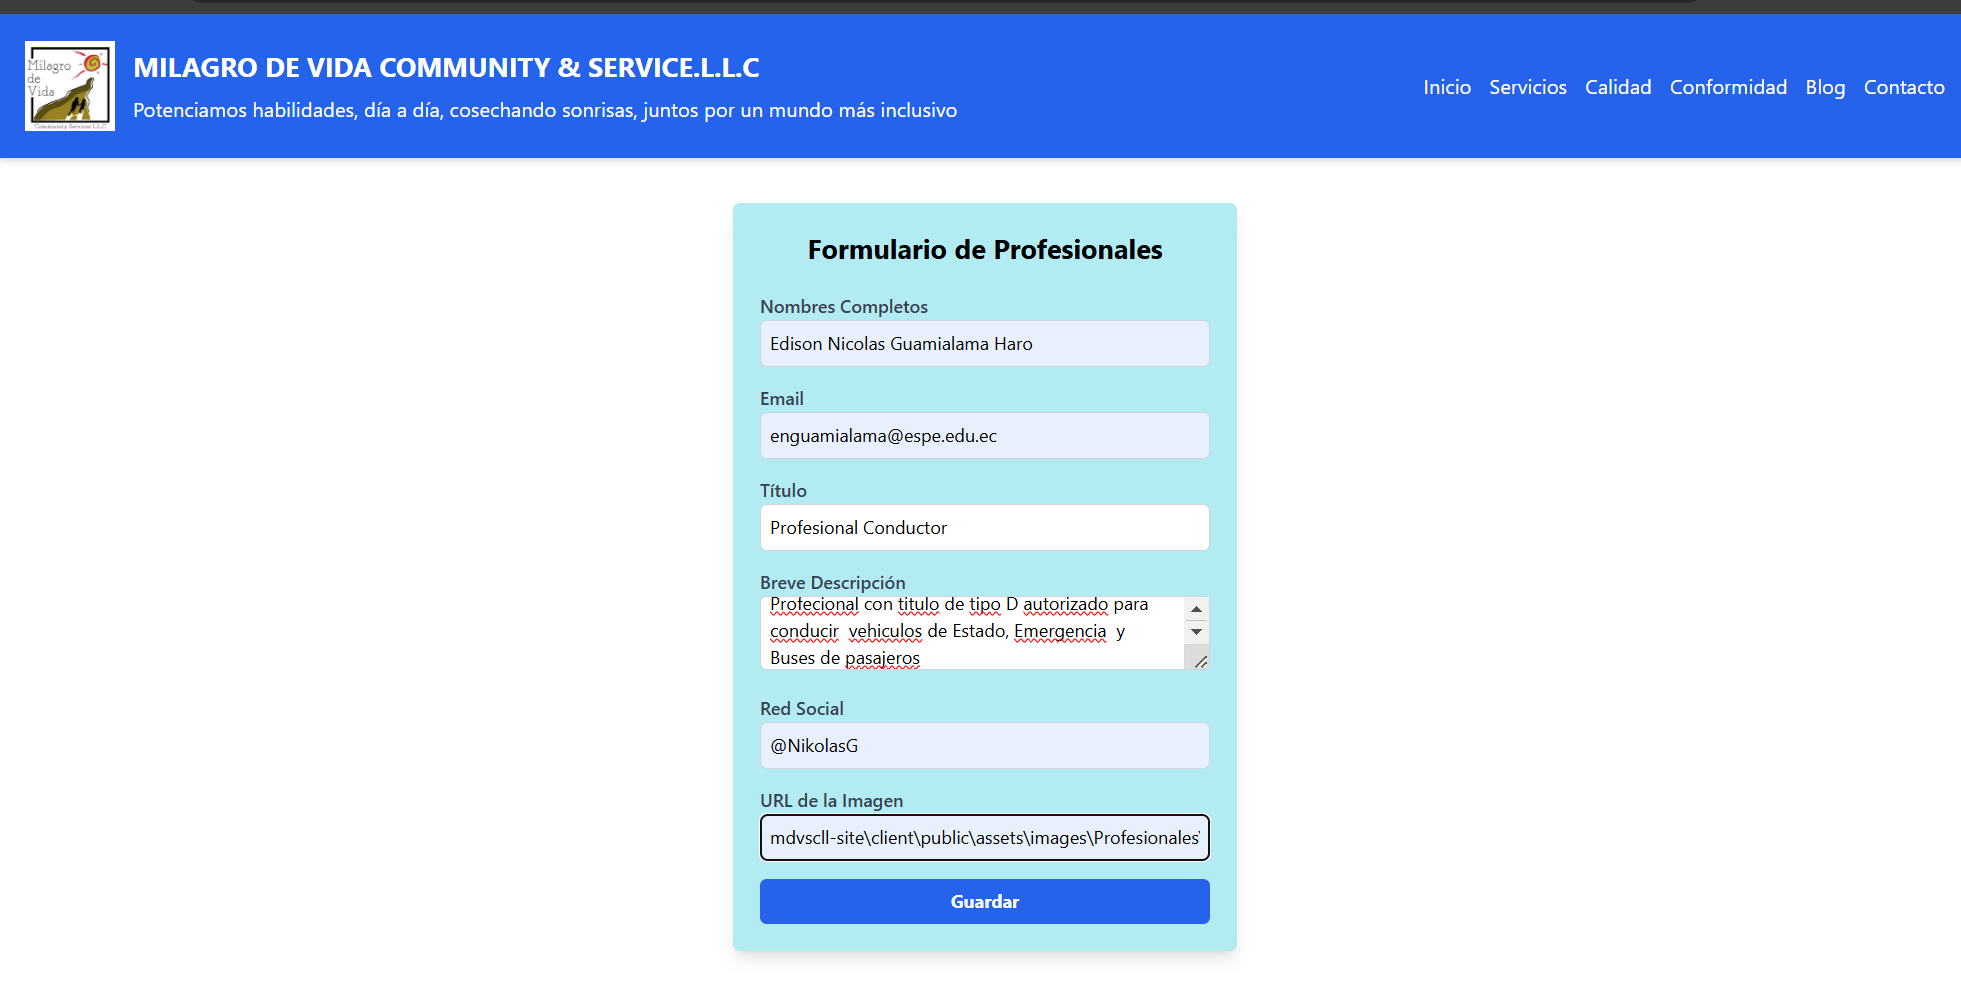 Milagro
de
Vida
Community Services L.L.C
MILAGRO DE VIDA COMMUNITY & SERVICE.L.L.C
Potenciamos habilidades, día a día, cosechando sonrisas, juntos por un mundo más inclusivo
Inicio Servicios Calidad Conformidad Blog Contacto
Formulario de Profesionales
Nombres Completos
Edison Nicolas Guamialama Haro
Email
enguamialama@espe.edu.ec
Título
Profesional Conductor
Breve Descripción
Profecional con titulo de tipo D autorizado para
conducir vehiculos de Estado, Emergencia y
Buses de pasajeros
Red Social
@NikolasG
URL de la Imagen
mdvscll-site\client\public\assets\images\Profesionales\
Guardar